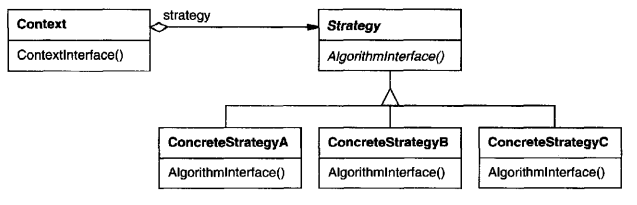 Context
ContextInterface()
strategy
Strategy
AlgorithmInterface()
ConcreteStrategyA
AlgorithmInterface()
ConcreteStrategyB
AlgorithmInterface()
ConcreteStrategyC
AlgorithmInterface()